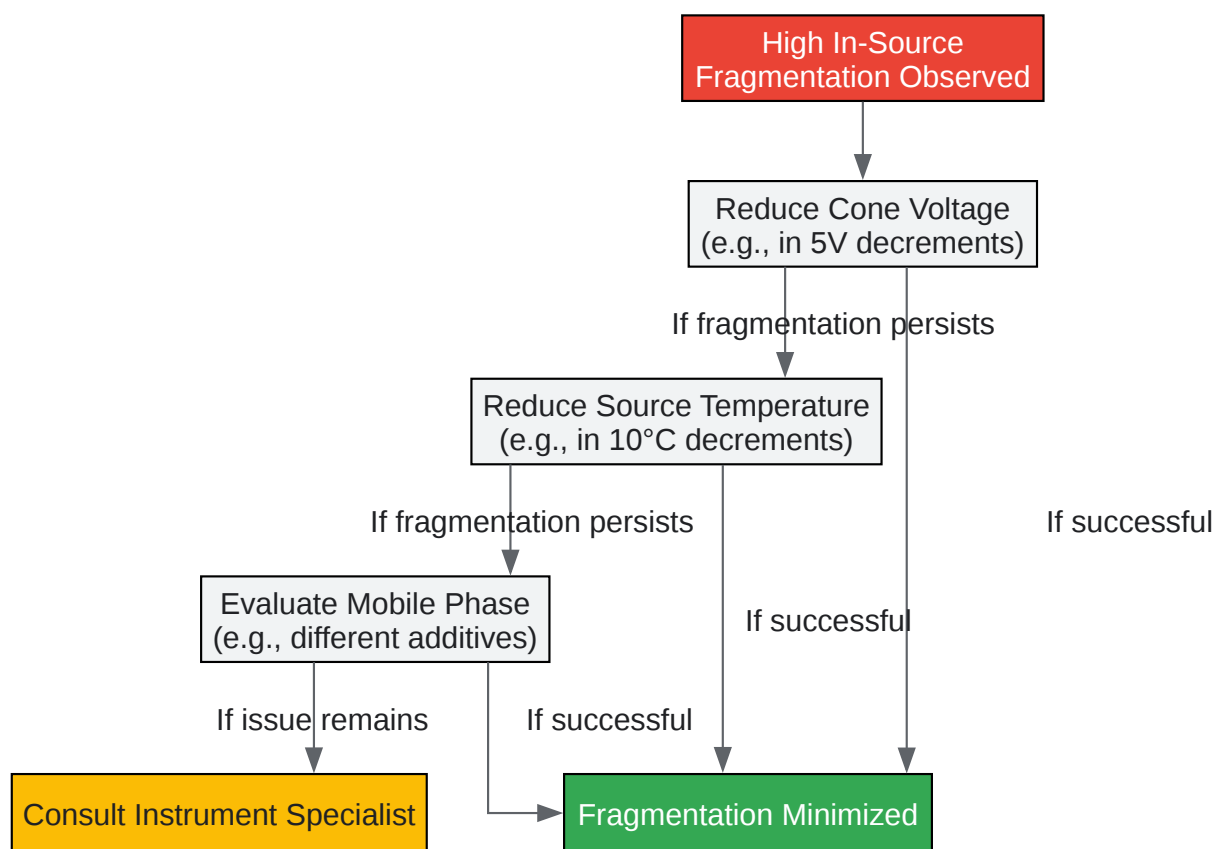 High In-Source
Fragmentation Observed
Reduce Cone Voltage
(e.g., in 5V decrements)
If fragmentation persists
Reduce Source Temperature
(e.g., in 10°C decrements)
If fragmentation persists
If successful
Evaluate Mobile Phase
(e.g., different additives)
If successful
If issue remains
If successful
Consult Instrument Specialist
Fragmentation Minimized